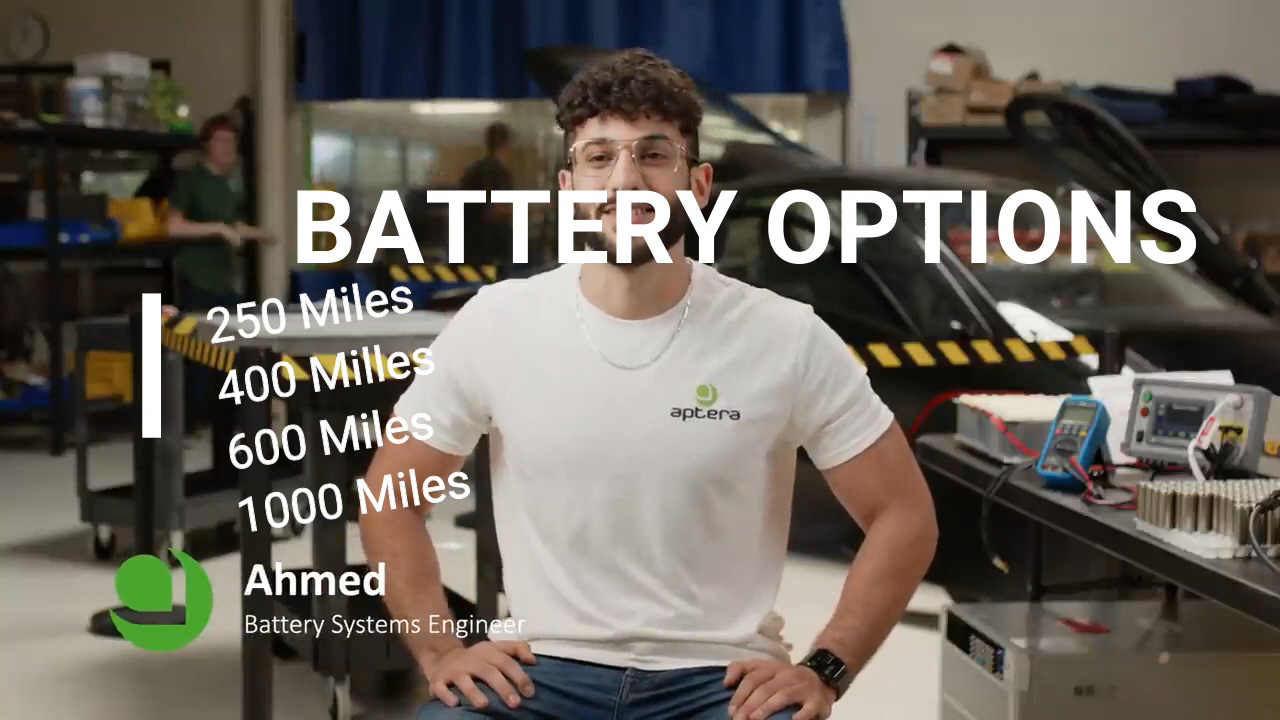 BATTERY OPTIONS
250 Miles
400 Milles
600 Miles
1000 Miles
aptera
Ahmed
Battery Systems Engineer